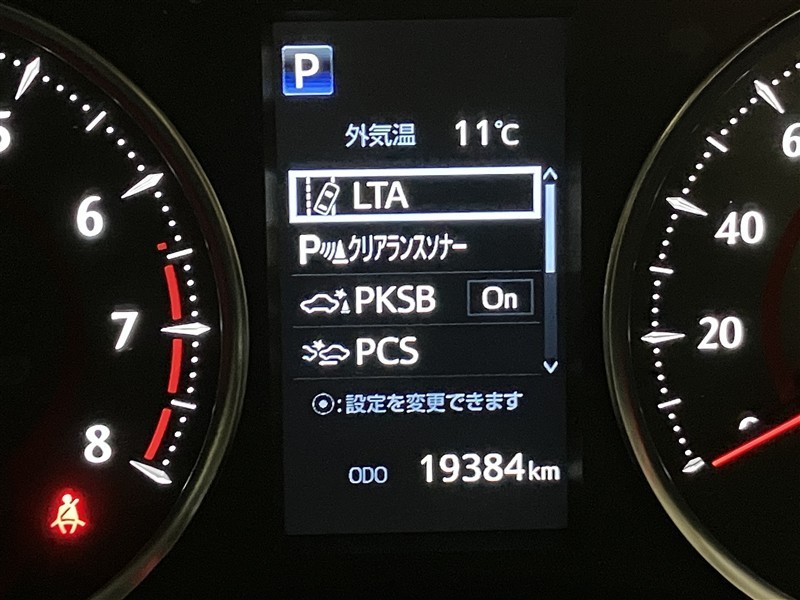 P
外気温 11℃
LTA
Pクリアランスソナー
PKSB On
PCS
:設定を変更できます
ODO 19384km
6
7
8
40
20